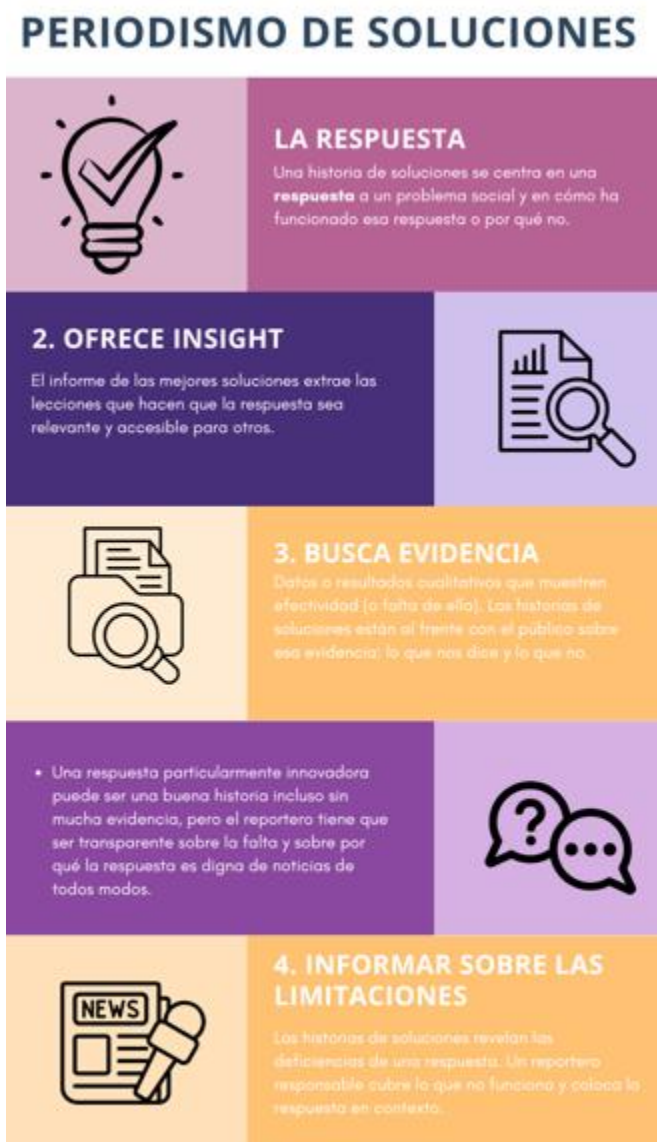 PERIODISMO DE SOLUCIONES
LA RESPUESTA
Una historia de soluciones se centra en una
respuesta a un problema social y en cómo ha
funcionado esa respuesta o por qué no.
2. OFRECE INSIGHT
El informe de las mejores soluciones extrae las
lecciones que hacen que la respuesta sea
relevante y accesible para otros.
3. BUSCA EVIDENCIA
Datos o resultados cualitativos que muestren
efectividad (o falta de ella). Las historias de
soluciones están al frente con el público sobre
esa evidencia: lo que nos dice y lo que no.
• Una respuesta particularmente innovadora
puede ser una buena historia incluso sin
mucha evidencia, pero el reportero tiene que
ser transparente sobre la falta y sobre por
qué la respuesta es digna de noticias de
todos modos.
NEWS
4. INFORMAR SOBRE LAS
LIMITACIONES
Las historias de soluciones revelan las
deficiencias de una respuesta. Un reportero
responsable cubre lo que no funciona y coloca la
respuesta en contexto.